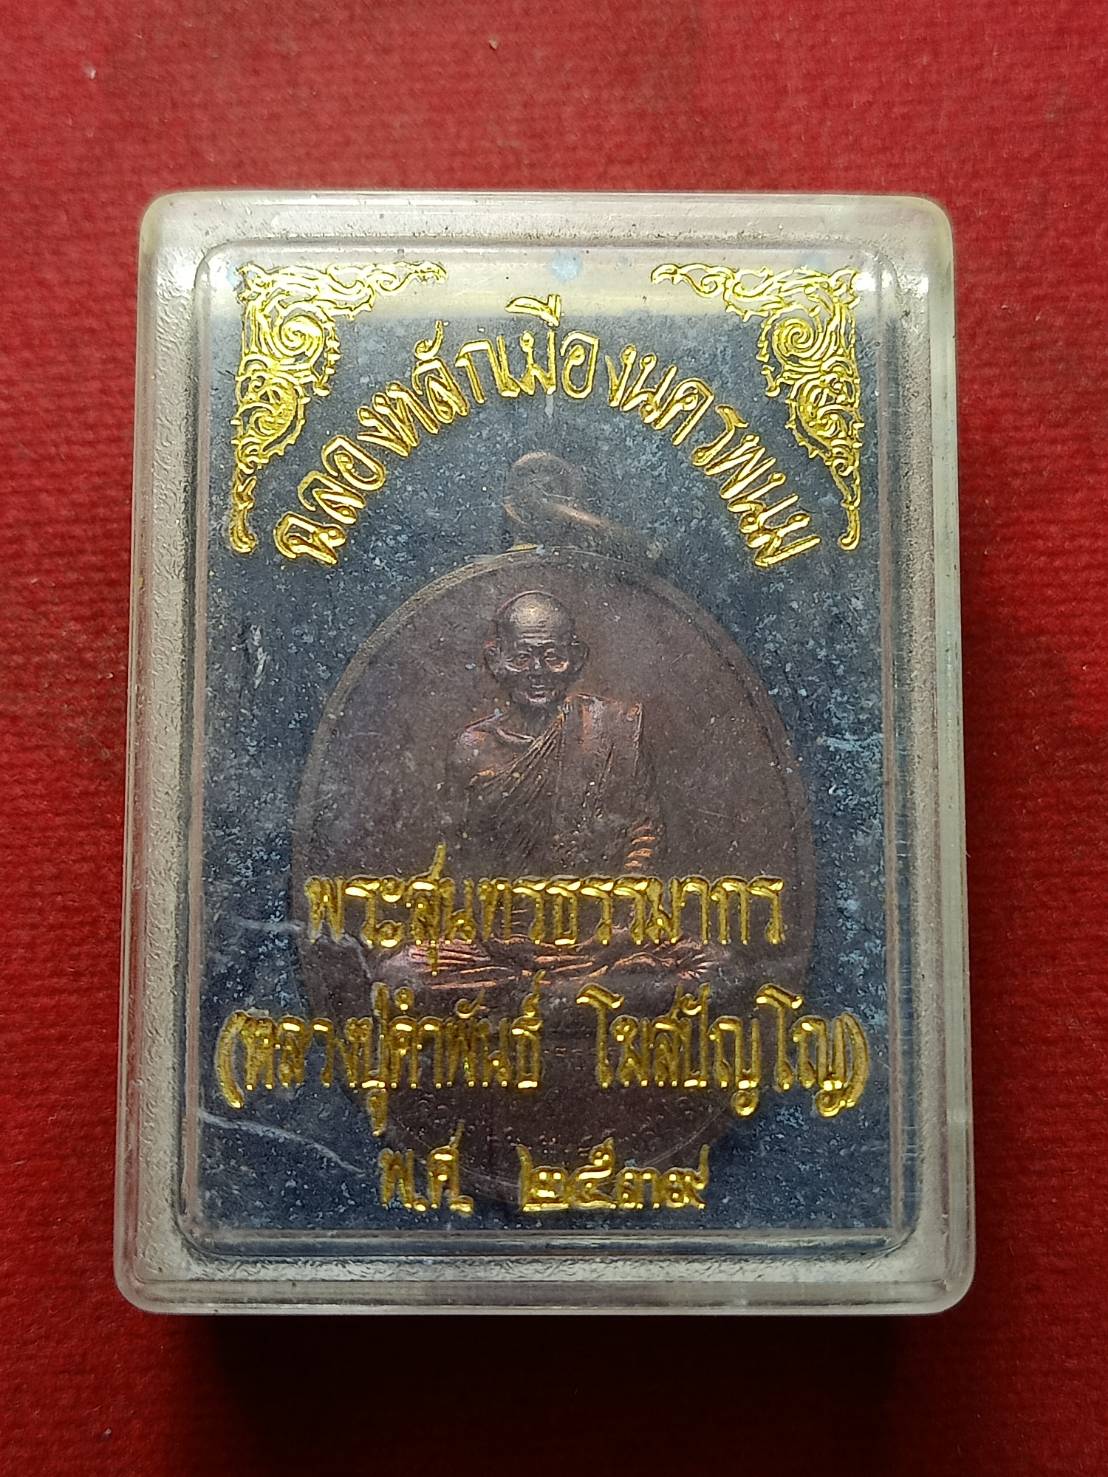 ฉลองหลักเมืองนครพนม
พระสุนทรธรรมากร
(หลวงปู่คำพันธ์ โฆสปัญโญ)
พ.ศ. ๒๕๓๙